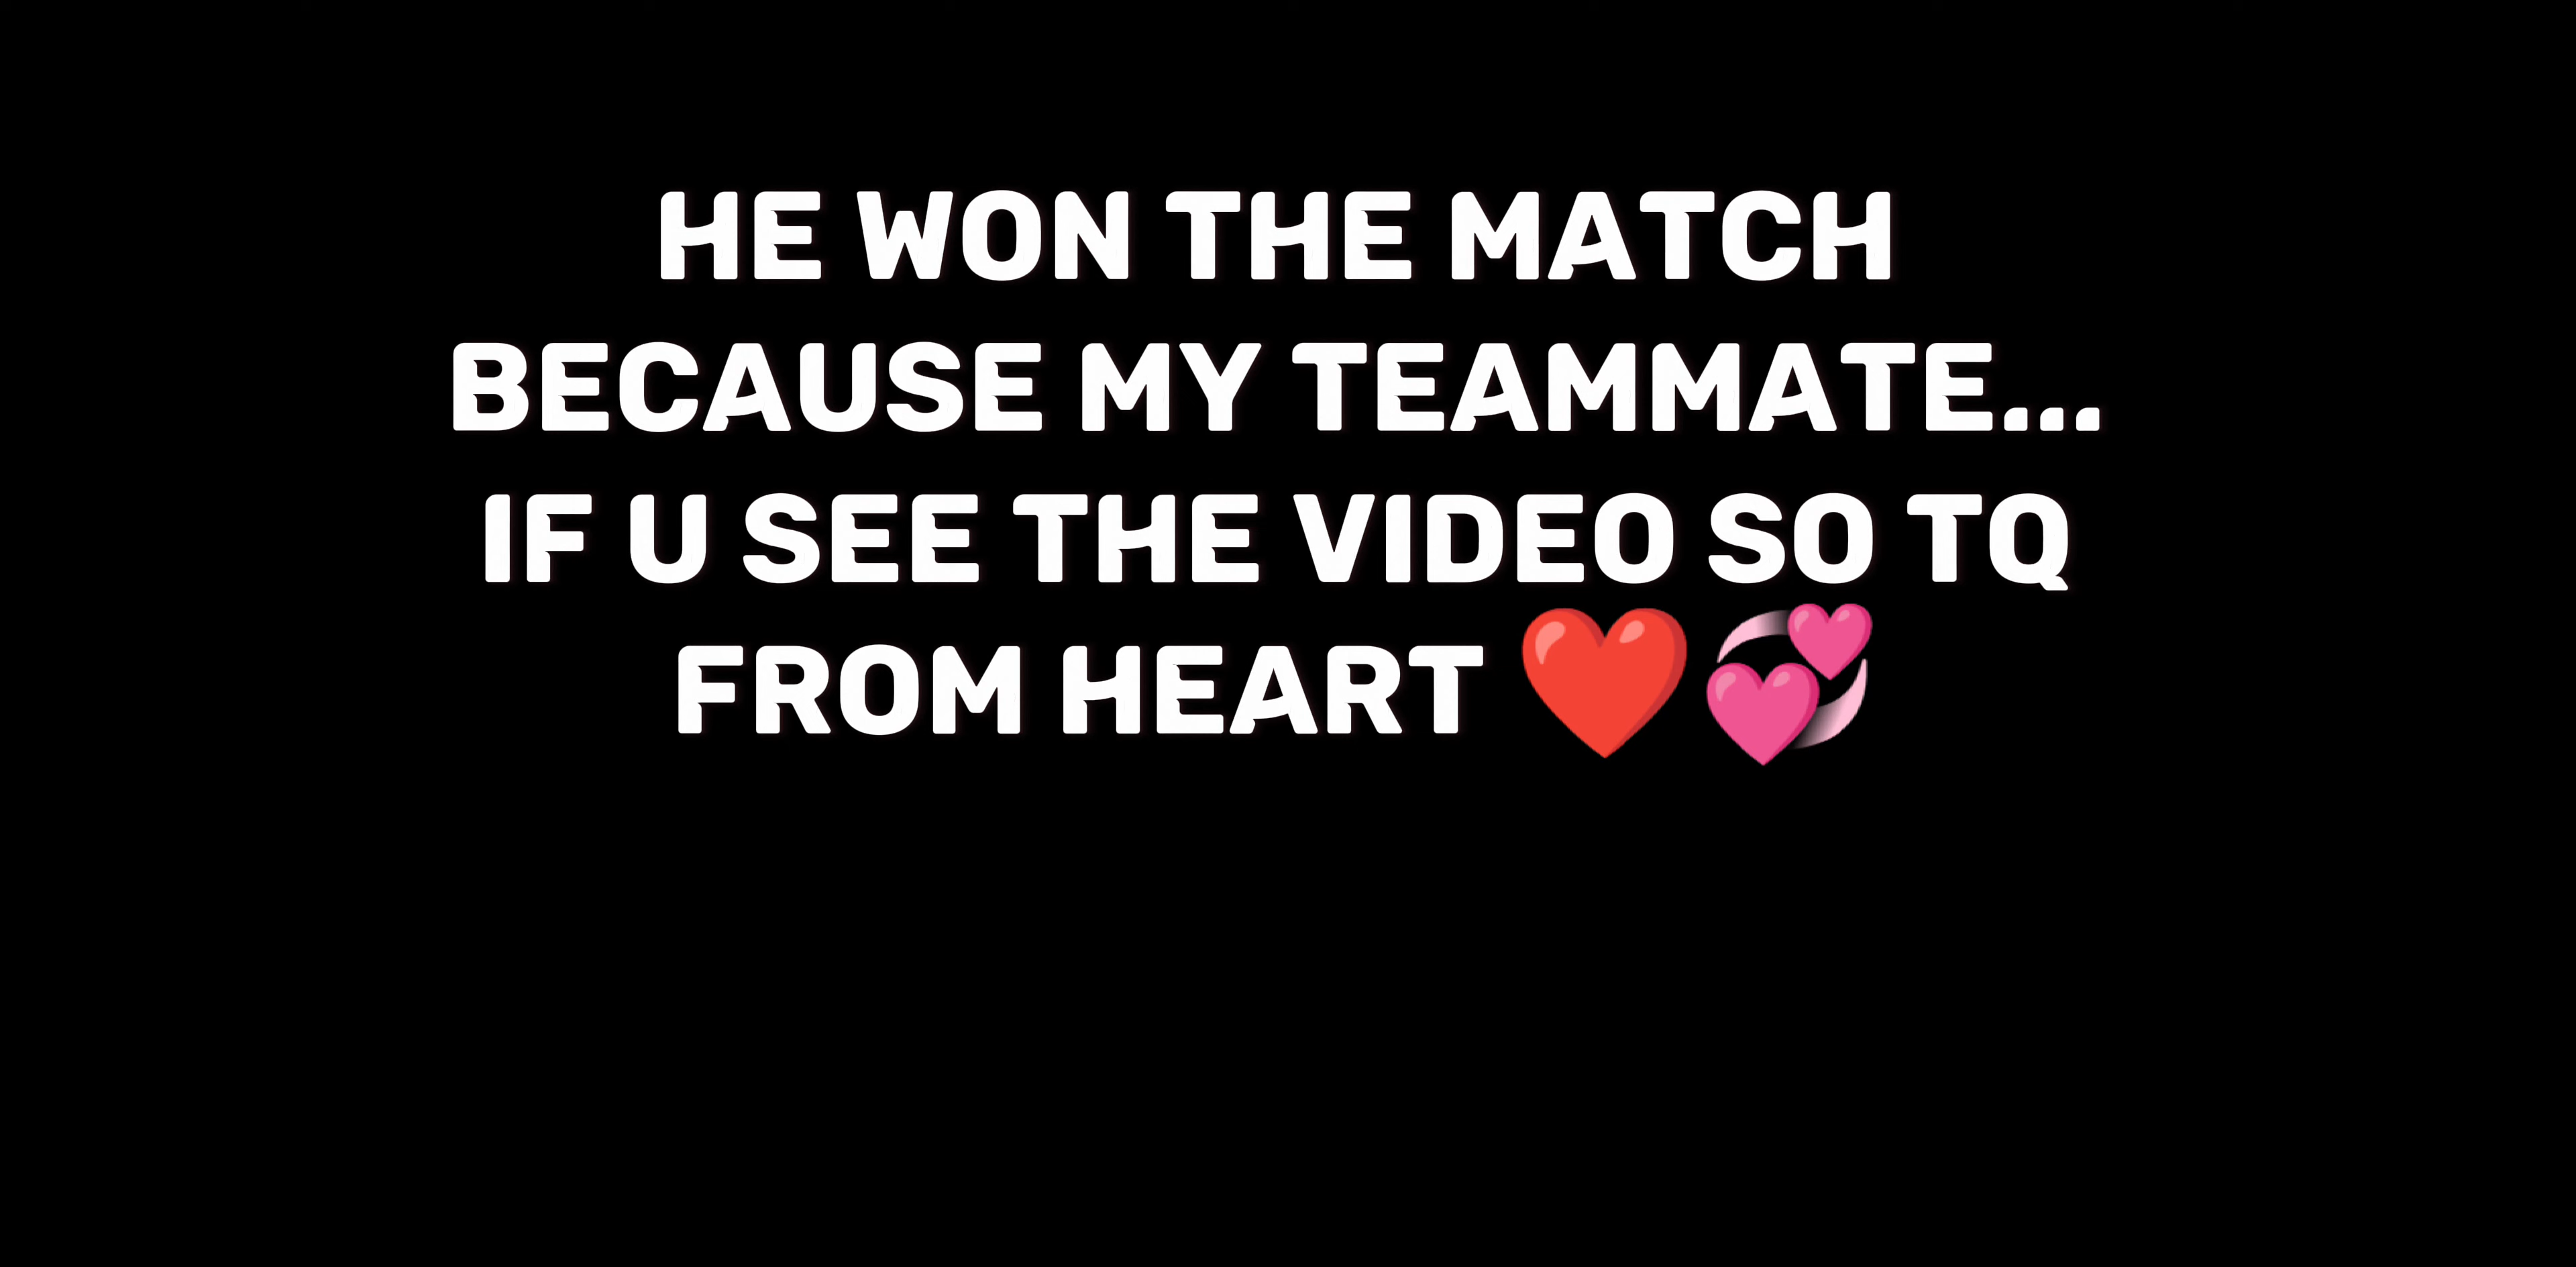 HE WON THE MATCH
BECAUSE MY TEAMMATE...
IF U SEE THE VIDEO SO TQ
FROM HEART ❤️ 💞